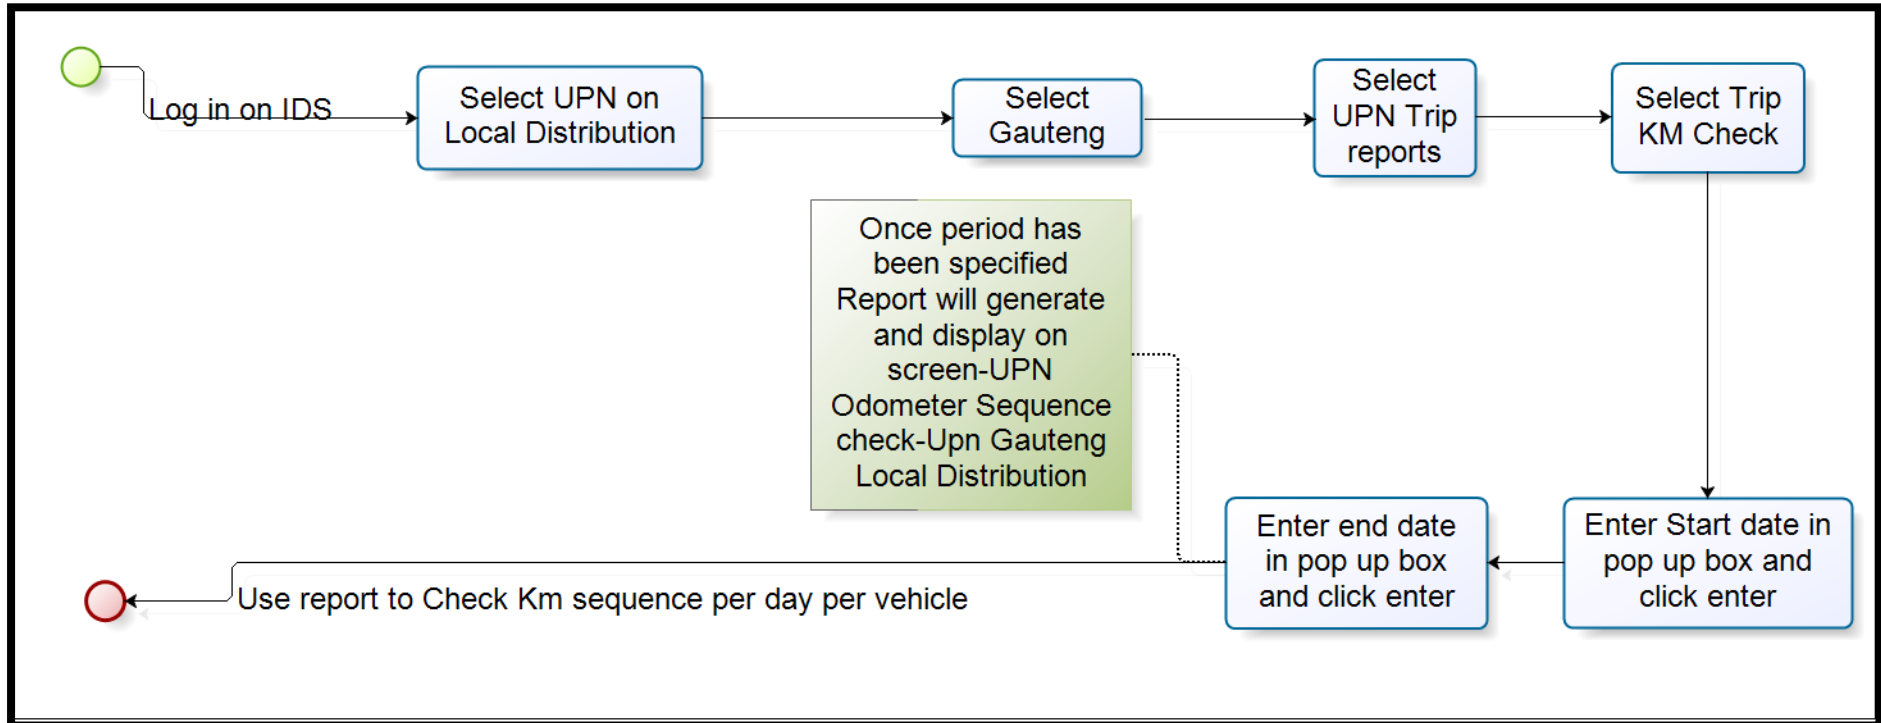 Log in on IDS
Select UPN on
Local Distribution
Select
Gauteng
Select
UPN Trip
reports
Select Trip
KM Check
Once period has
been specified
Report will generate
and display on
screen-UPN
Odometer Sequence
check-Upn Gauteng
Local Distribution
Enter Start date in
pop up box and
click enter
Enter end date
in pop up box
and click enter
Use report to Check Km sequence per day per vehicle